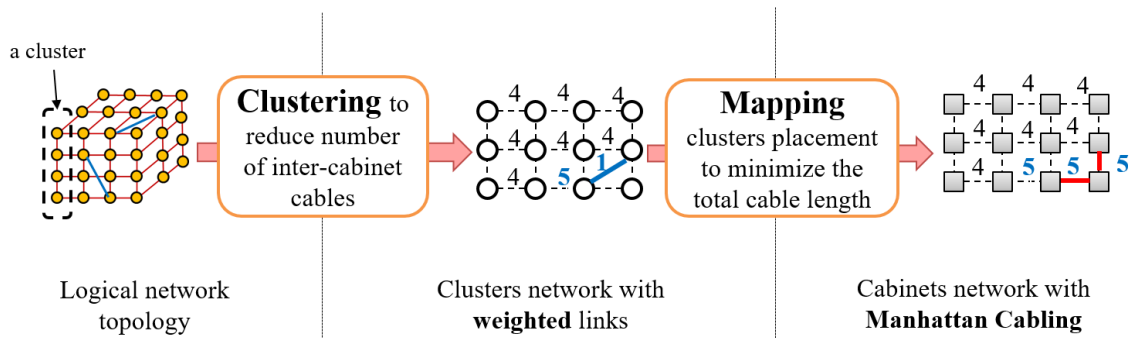 a cluster
Clustering to
reduce number
of inter-cabinet
cables
4 4 4
4 4 4
1
4 5
Mapping
clusters placement
to minimize the
total cable length
4 4 4
4 4 4
4 5 5 5
Logical network
topology
Clusters network with
weighted links
Cabinets network with
Manhattan Cabling